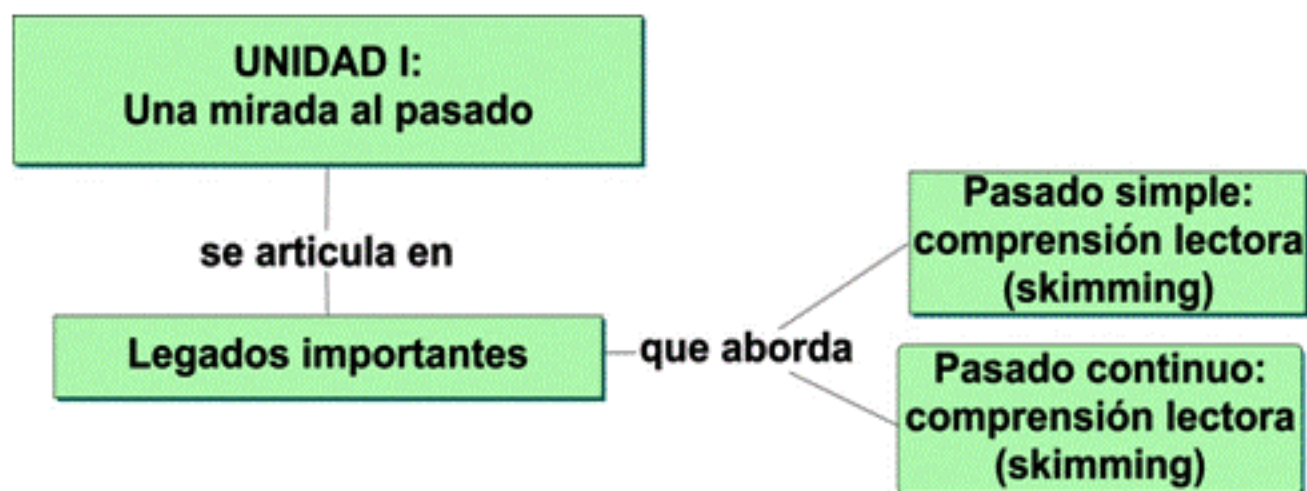 UNIDAD I:
Una mirada al pasado
se articula en
Legados importantes
que aborda
Pasado simple:
comprensión lectora
(skimming)
Pasado continuo:
comprensión lectora
(skimming)